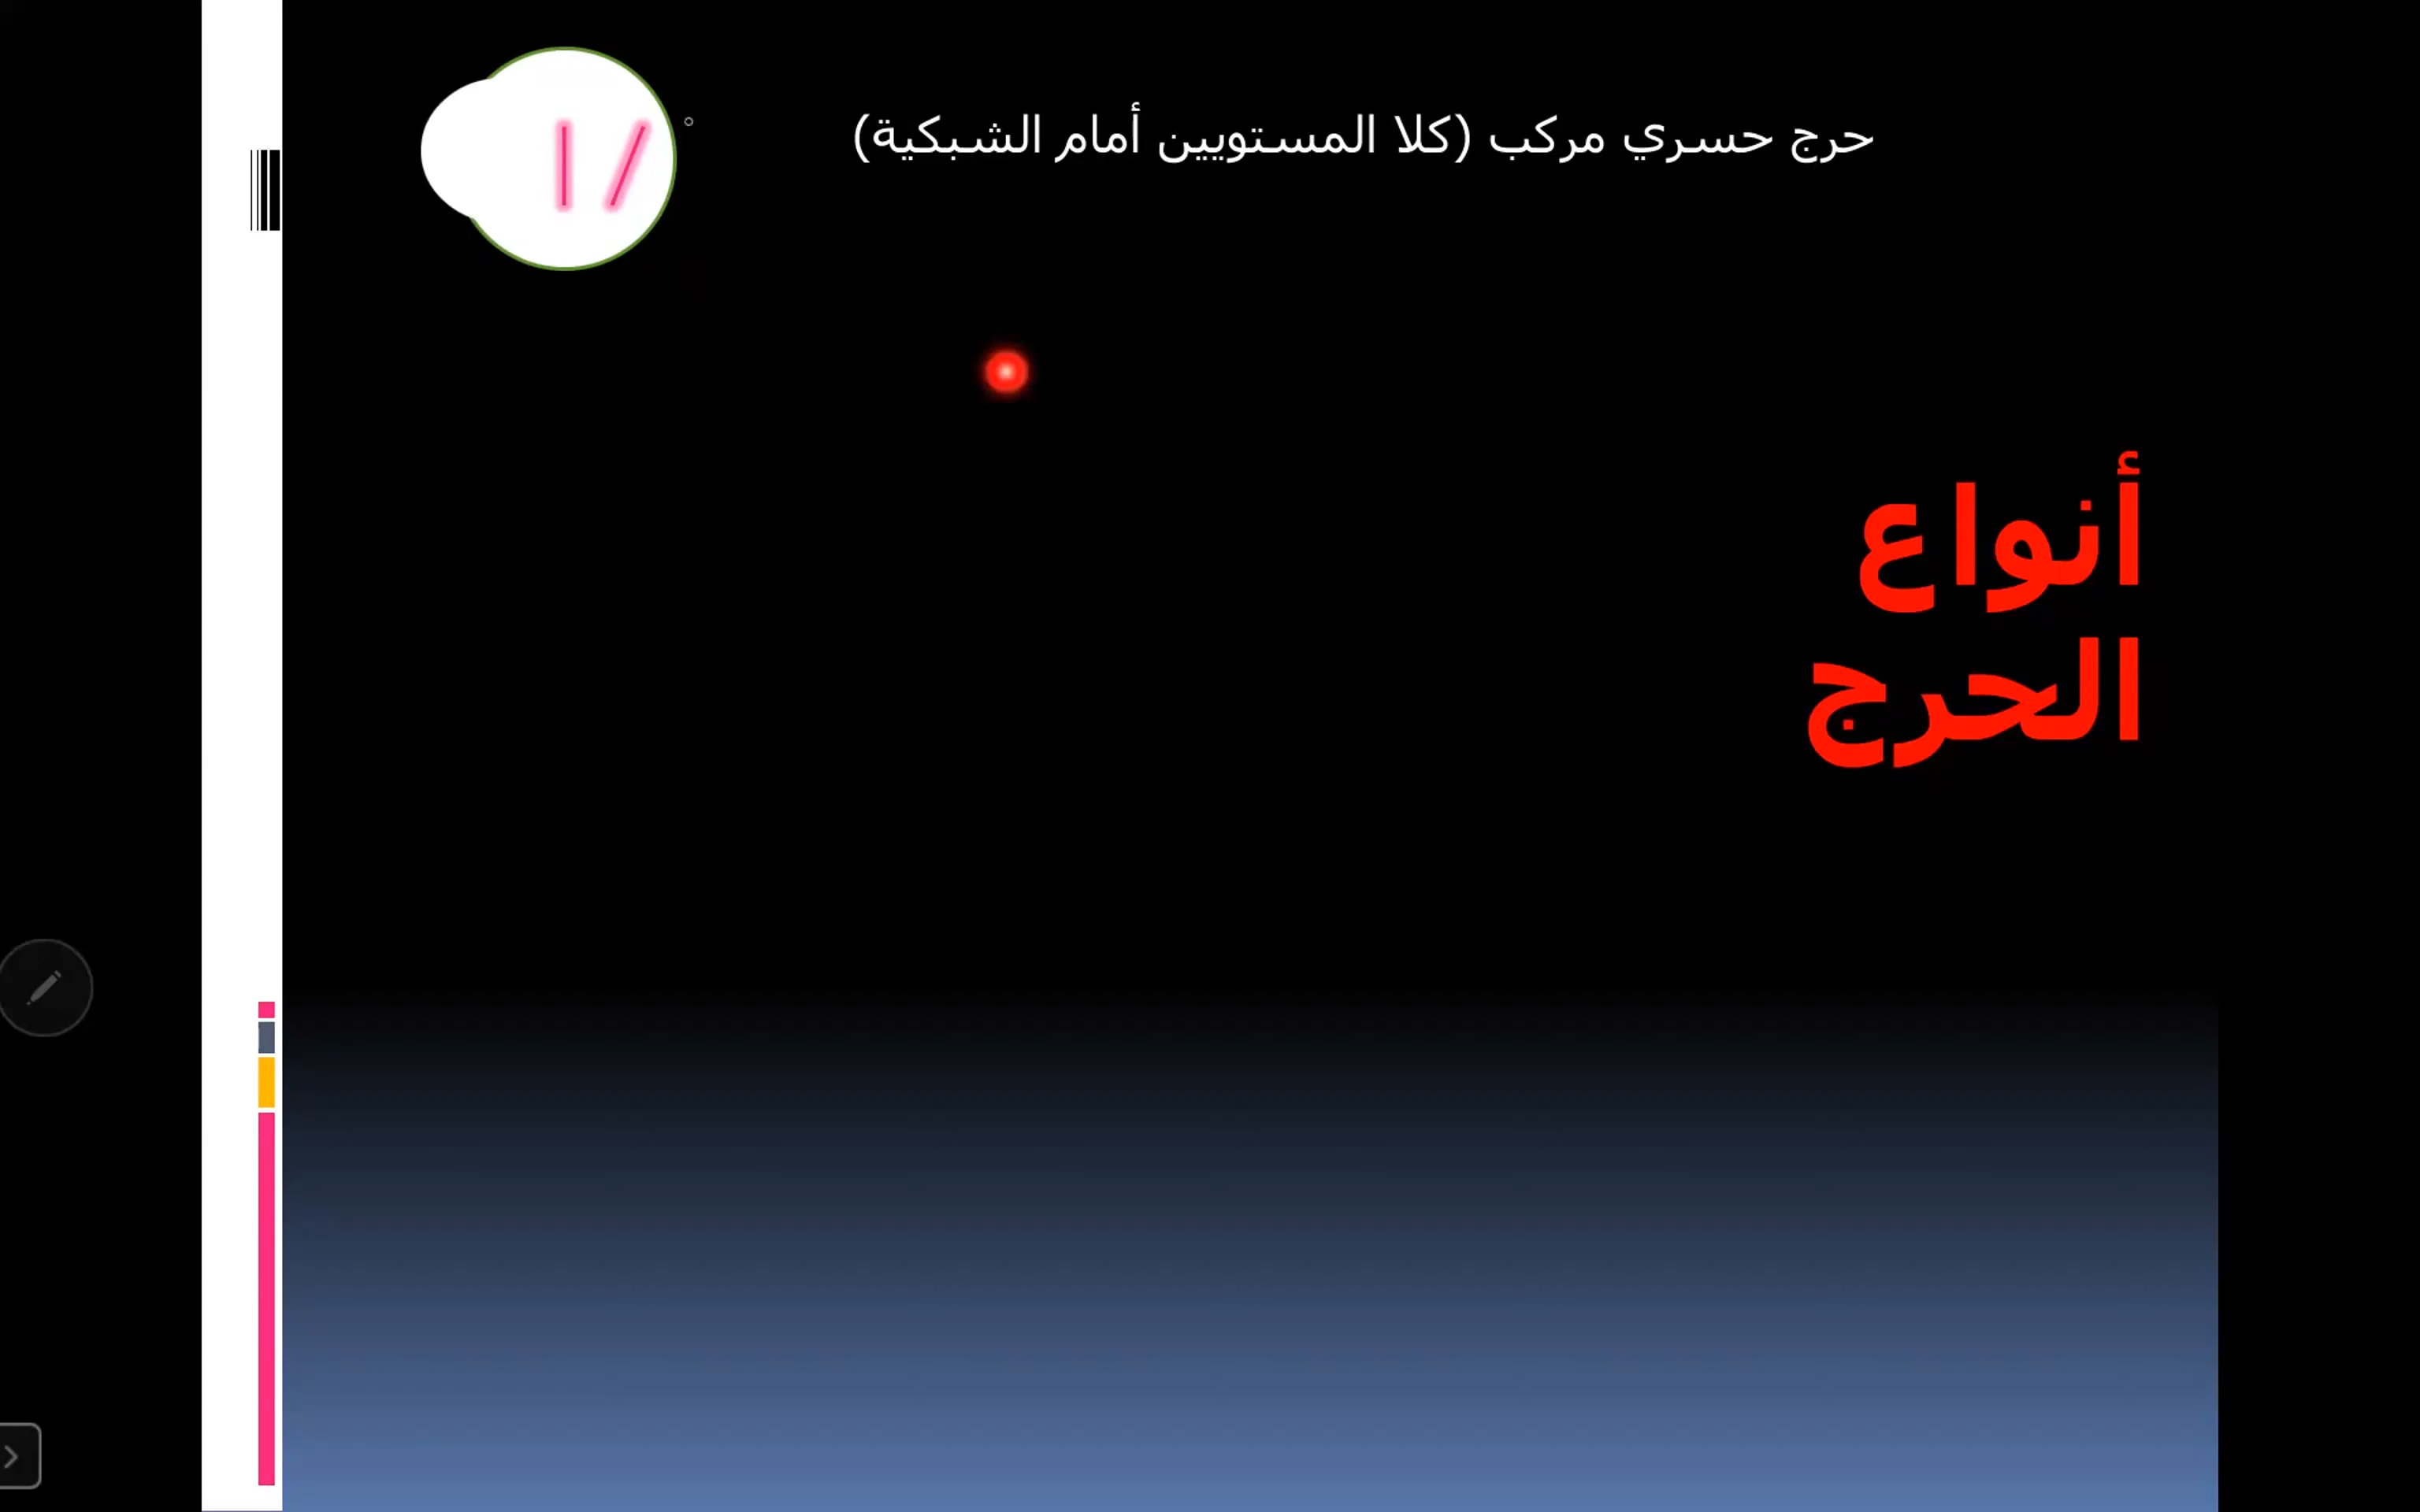 حرج حسري مركب (كلا المستويين أمام الشبكية)
أنواع
الحرج